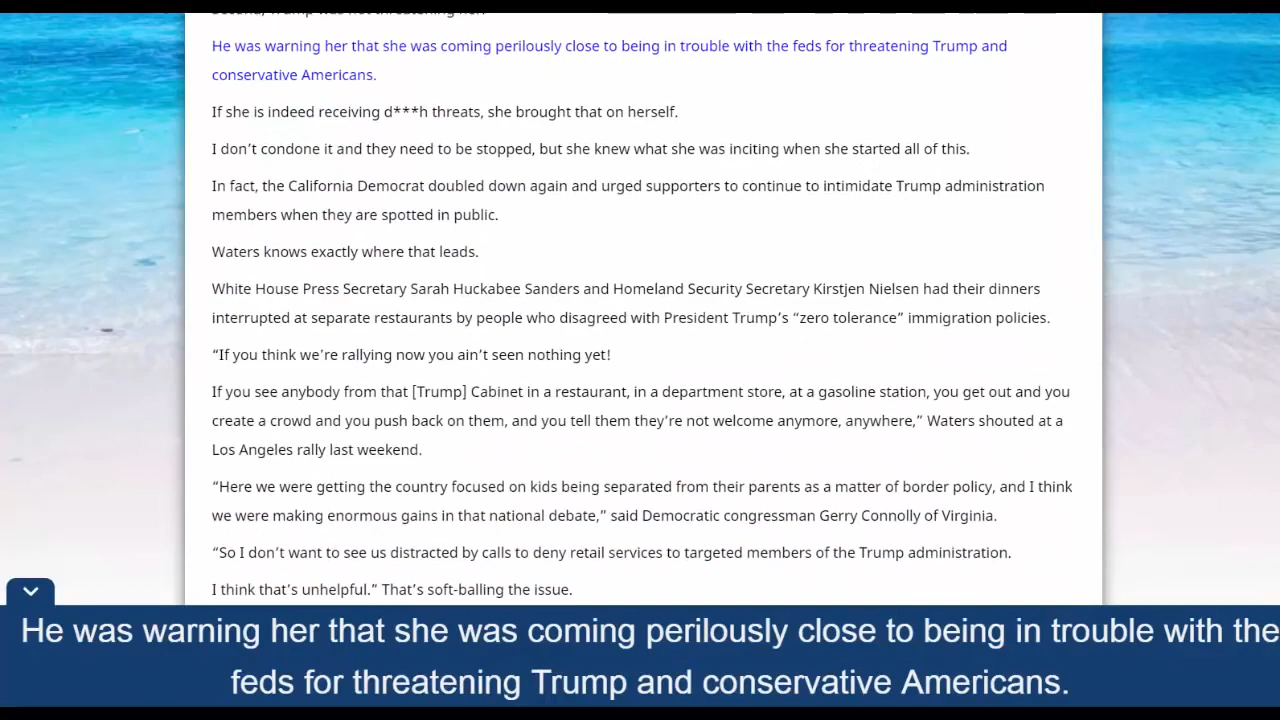 He was warning her that she was coming perilously close to being in trouble with the feds for threatening Trump and
conservative Americans.
If she is indeed receiving d***h threats, she brought that on herself.
I don’t condone it and they need to be stopped, but she knew what she was inciting when she started all of this.
In fact, the California Democrat doubled down again and urged supporters to continue to intimidate Trump administration
members when they are spotted in public.
Waters knows exactly where that leads.
White House Press Secretary Sarah Huckabee Sanders and Homeland Security Secretary Kirstjen Nielsen had their dinners
interrupted at separate restaurants by people who disagreed with President Trump’s “zero tolerance” immigration policies.
“If you think we’re rallying now you ain’t seen nothing yet!
If you see anybody from that [Trump] Cabinet in a restaurant, in a department store, at a gasoline station, you get out and you
create a crowd and you push back on them, and you tell them they’re not welcome anymore, anywhere,” Waters shouted at a
Los Angeles rally last weekend.
“Here we were getting the country focused on kids being separated from their parents as a matter of border policy, and I think
we were making enormous gains in that national debate,” said Democratic congressman Gerry Connolly of Virginia.
“So I don’t want to see us distracted by calls to deny retail services to targeted members of the Trump administration.
I think that’s unhelpful.” That’s soft-balling the issue.
He was warning her that she was coming perilously close to being in trouble with the
feds for threatening Trump and conservative Americans.